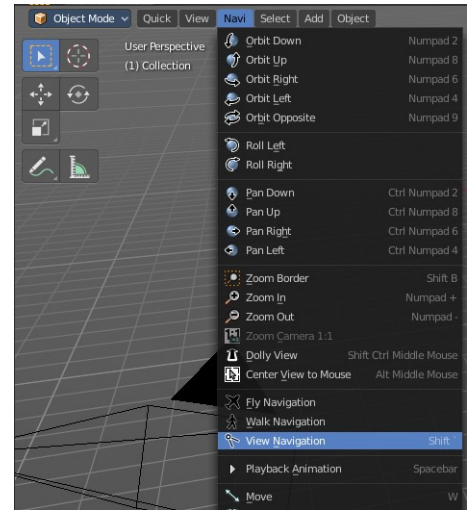 Object Mode Quick View Navi Select Add Object
User Perspective
(1) Collection
Orbit Down Numpad 2
Orbit Up Numpad 8
Orbit Right Numpad 6
Orbit Left Numpad 4
Orbit Opposite Numpad 9
Roll Left
Roll Right
Pan Down Ctrl Numpad 2
Pan Up Ctrl Numpad 8
Pan Right Ctrl Numpad 6
Pan Left Ctrl Numpad 4
Zoom Border Shift B
Zoom In Numpad +
Zoom Out Numpad -
Zoom Camera 1:1
Dolly View Shift Ctrl Middle Mouse
Center View to Mouse Alt Middle Mouse
Fly Navigation
Walk Navigation
View Navigation Shift `
Playback Animation Spacebar
Move W